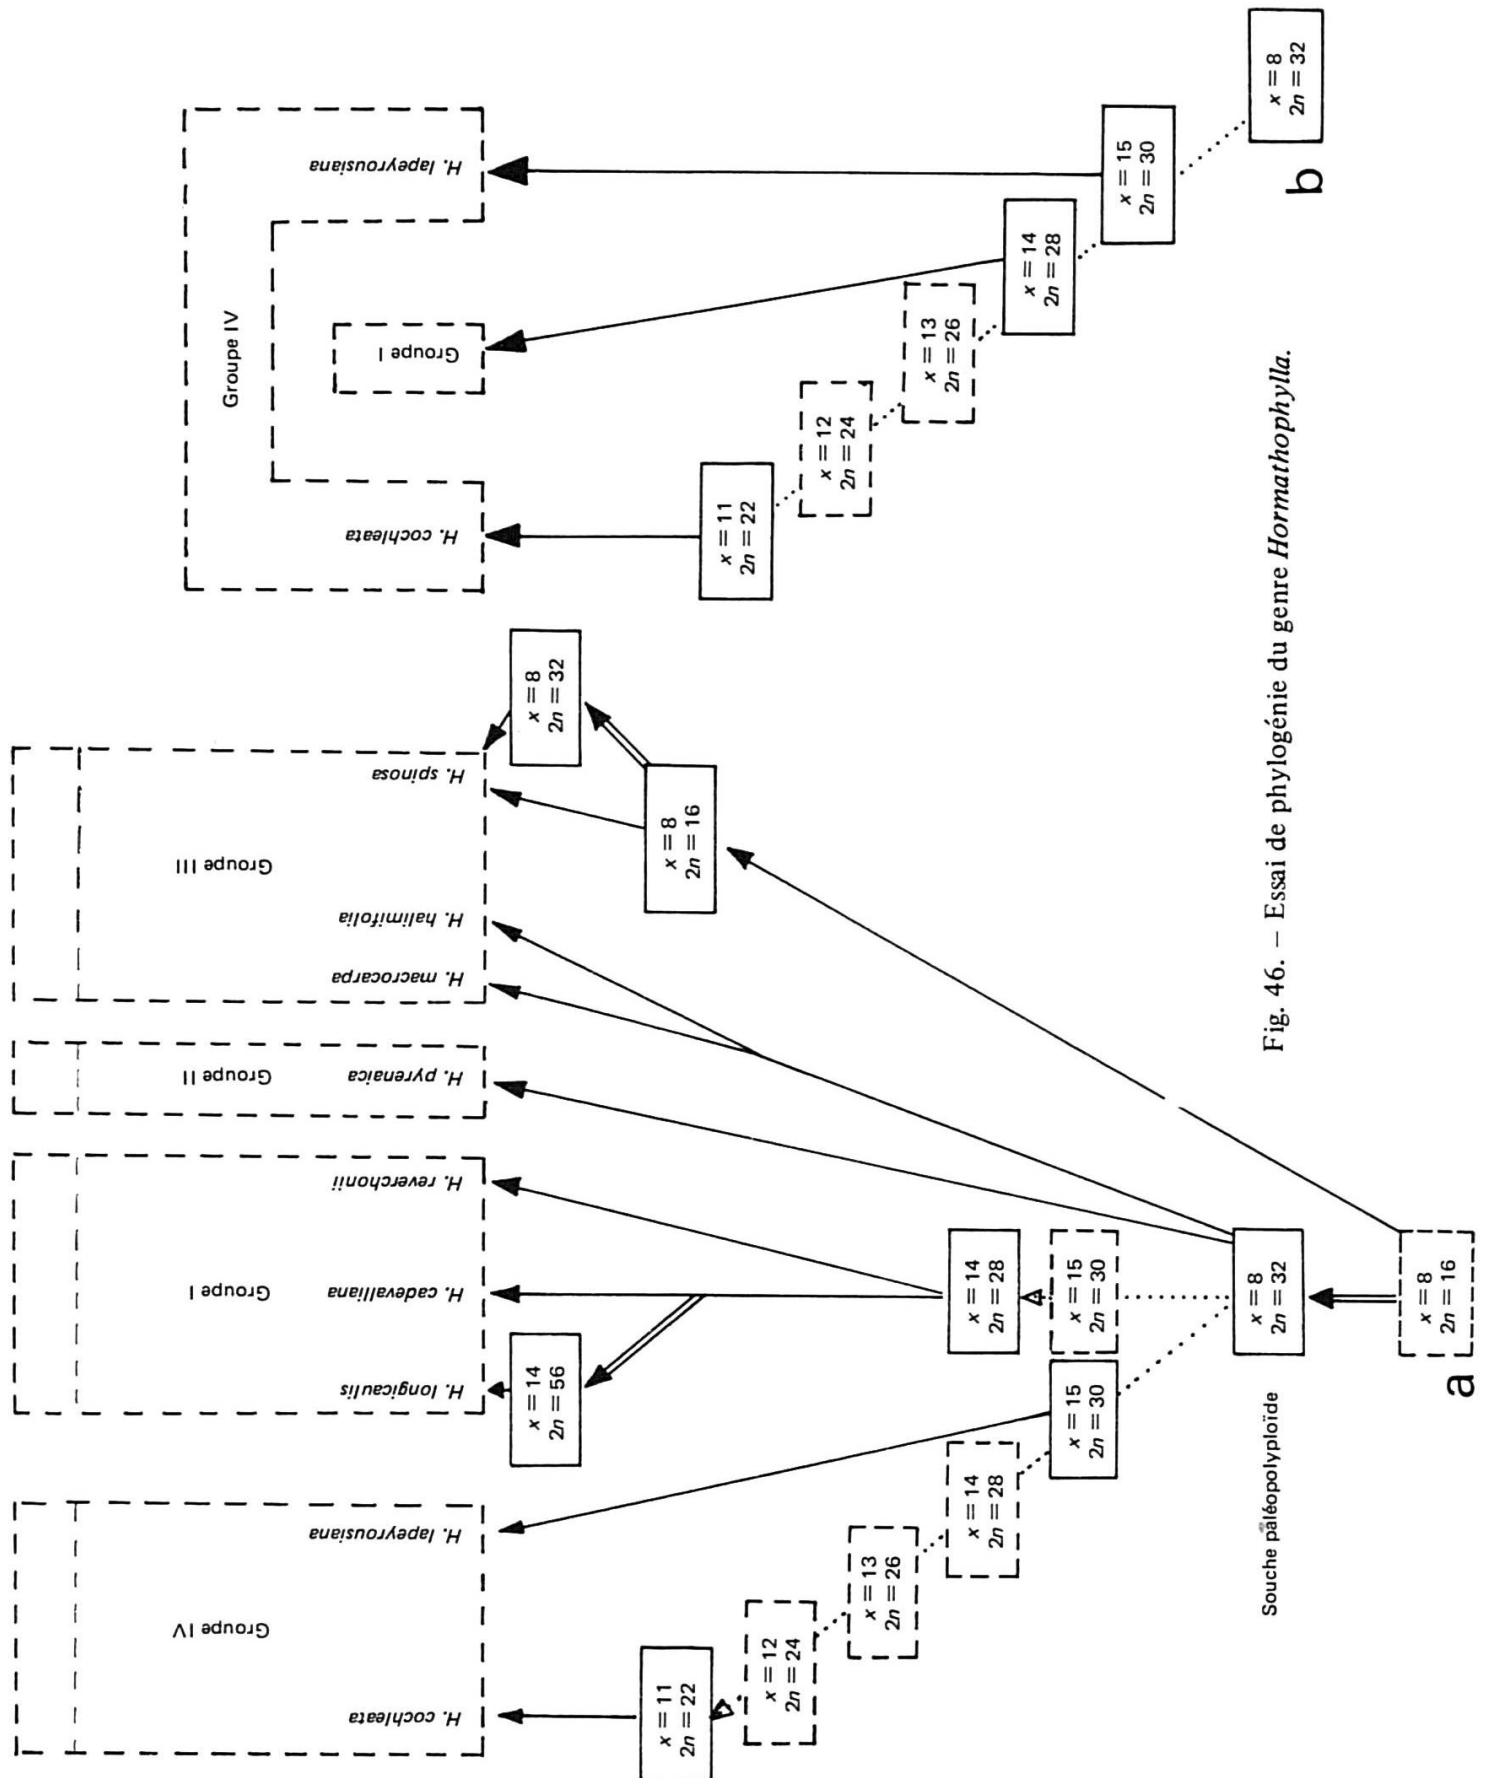 Groupe IV
H. cochleata
H. lapeyrousiana
Groupe I
H. longicaulis
H. cadevalliana
H. reverchonii
Groupe II
H. pyrenaica
Groupe III
H. macrocarpa
H. halimifolia
H. spinosa
x = 11
2n = 22
x = 12
2n = 24
x = 13
2n = 26
x = 14
2n = 28
x = 15
2n = 30
x = 14
2n = 56
x = 14
2n = 28
x = 15
2n = 30
x = 8
2n = 32
x = 8
2n = 16
x = 8
2n = 16
x = 8
2n = 32
Souche paléopolyploïde
a
Groupe IV
H. cochleata
Groupe I
H. lapeyrousiana
x = 11
2n = 22
x = 12
2n = 24
x = 13
2n = 26
x = 14
2n = 28
x = 15
2n = 30
x = 8
2n = 32
b
Fig. 46. – Essai de phylogénie du genre Hormathophylla.